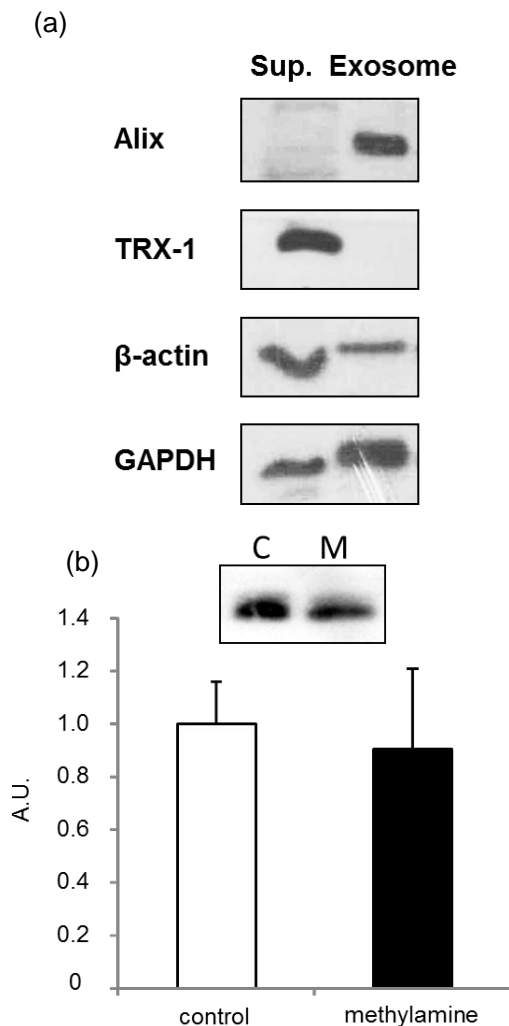 (a)
Sup. Exosome
Alix
TRX-1
β-actin
GAPDH
(b)
C M
1.4
1.2
1.0
0.8
0.6
0.4
0.2
0
A.U.
control methylamine